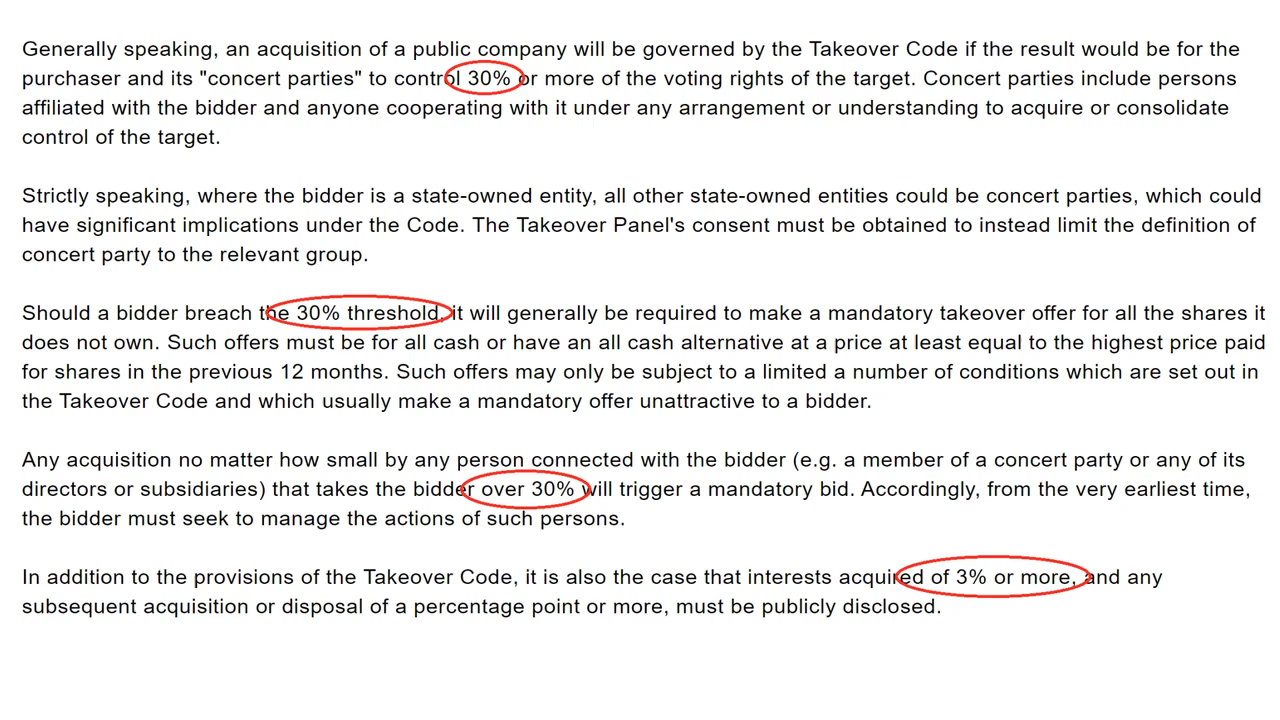 Generally speaking, an acquisition of a public company will be governed by the Takeover Code if the result would be for the
purchaser and its "concert parties" to control 30% or more of the voting rights of the target. Concert parties include persons
affiliated with the bidder and anyone cooperating with it under any arrangement or understanding to acquire or consolidate
control of the target.
Strictly speaking, where the bidder is a state-owned entity, all other state-owned entities could be concert parties, which could
have significant implications under the Code. The Takeover Panel's consent must be obtained to instead limit the definition of
concert party to the relevant group.
Should a bidder breach the 30% threshold, it will generally be required to make a mandatory takeover offer for all the shares it
does not own. Such offers must be for all cash or have an all cash alternative at a price at least equal to the highest price paid
for shares in the previous 12 months. Such offers may only be subject to a limited a number of conditions which are set out in
the Takeover Code and which usually make a mandatory offer unattractive to a bidder.
Any acquisition no matter how small by any person connected with the bidder (e.g. a member of a concert party or any of its
directors or subsidiaries) that takes the bidder over 30% will trigger a mandatory bid. Accordingly, from the very earliest time,
the bidder must seek to manage the actions of such persons.
In addition to the provisions of the Takeover Code, it is also the case that interests acquired of 3% or more, and any
subsequent acquisition or disposal of a percentage point or more, must be publicly disclosed.